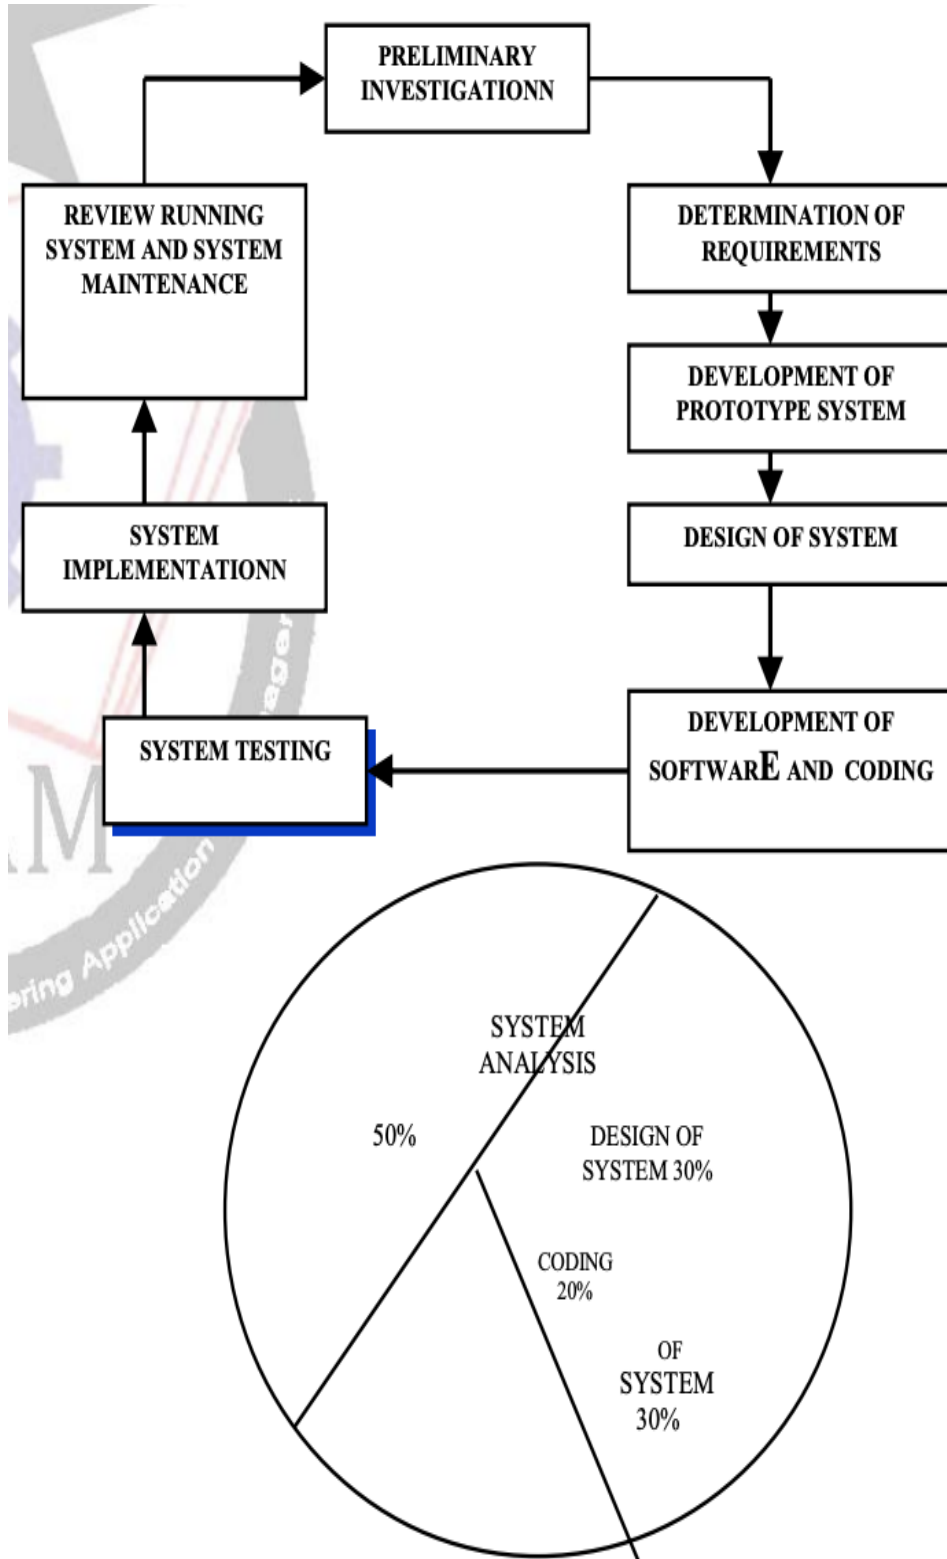 PRELIMINARY
INVESTIGATIONN
REVIEW RUNNING
SYSTEM AND SYSTEM
MAINTENANCE
DETERMINATION OF
REQUIREMENTS
DEVELOPMENT OF
PROTOTYPE SYSTEM
SYSTEM
IMPLEMENTATIONN
DESIGN OF SYSTEM
DEVELOPMENT OF
SOFTWARE AND CODING
SYSTEM TESTING
Application
SYSTEM
ANALYSIS
50%
DESIGN OF
SYSTEM 30%
CODING
20%
OF
SYSTEM
30%